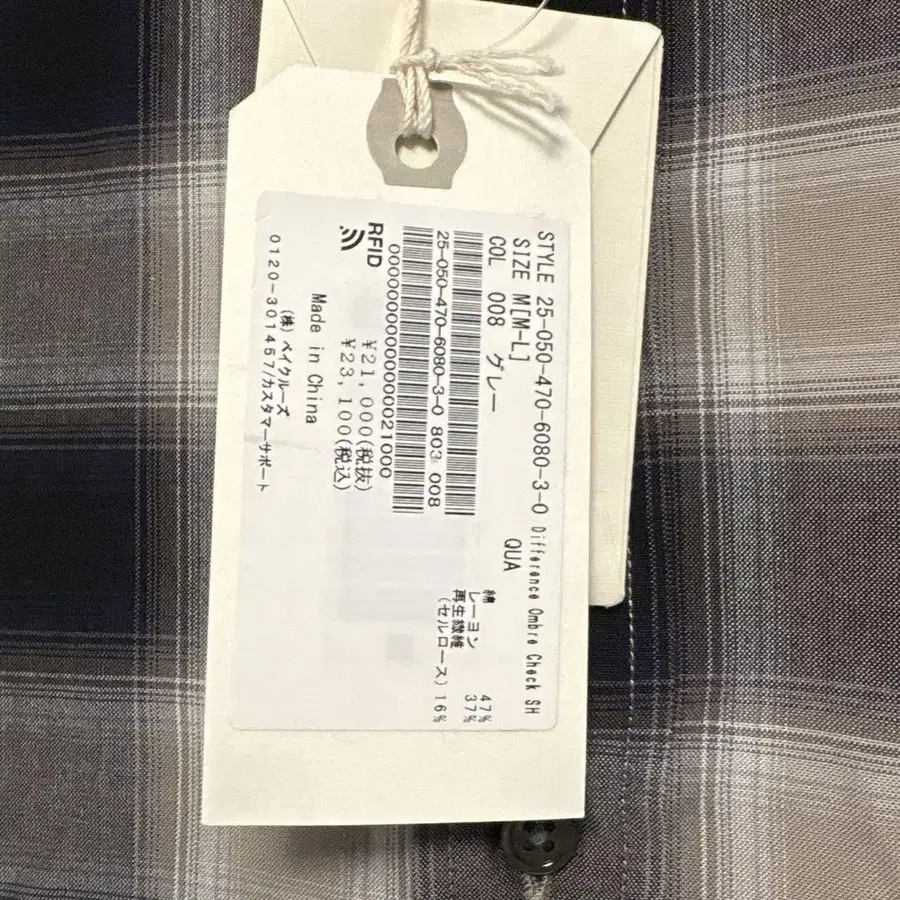 STYLE 25-050-470-6080-3-0 Difference Ombre Check SH
SIZE M[M-L]
QUA
COL 008 グレー
綿 47%
レーヨン 37%
再生繊維
(セルロース) 16%
25-050-470-6080-3-0 803 008
0000000000000000021000
RFID
¥21,000(税抜)
¥23,100(税込)
Made in China
(株)ベイクルーズ
0120-301457/カスタマーサポート